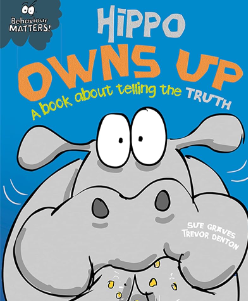 Behaviour
MATTERS!
HiPPO
OWNS UP
A book about telling the TRUTH
SUE GRAVES
TREVOR DUNTON